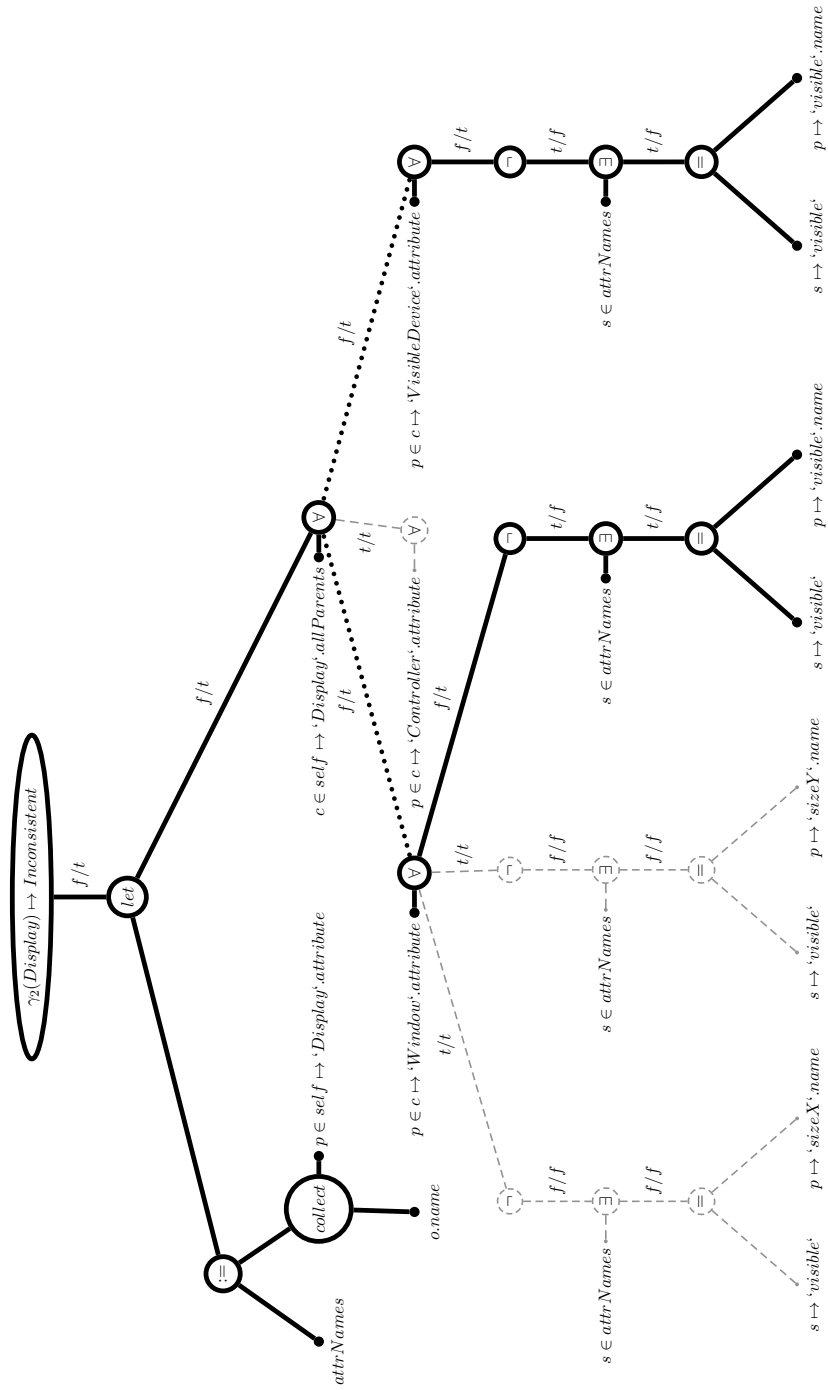 γ₂(Display) ↦ Inconsistent
f/t
let
f/t
:=
attrNames
collect
p ∈ self ↦ ‘Display‘.attribute
o.name
∀
c ∈ self ↦ ‘Display‘.allParents
f/t
t/t
f/t
∀
p ∈ c ↦ ‘Window‘.attribute
∀
p ∈ c ↦ ‘Controller‘.attribute
∀
p ∈ c ↦ ‘VisibleDevice‘.attribute
t/t
t/t
f/t
f/t
¬
¬
¬
¬
f/f
f/f
t/f
t/f
∃
s ∈ attrNames
∃
s ∈ attrNames
∃
s ∈ attrNames
∃
s ∈ attrNames
f/f
f/f
t/f
t/f
=
=
=
=
s ↦ ‘visible‘
p ↦ ‘sizeX‘.name
s ↦ ‘visible‘
p ↦ ‘sizeY‘.name
s ↦ ‘visible‘
p ↦ ‘visible‘.name
s ↦ ‘visible‘
p ↦ ‘visible‘.name